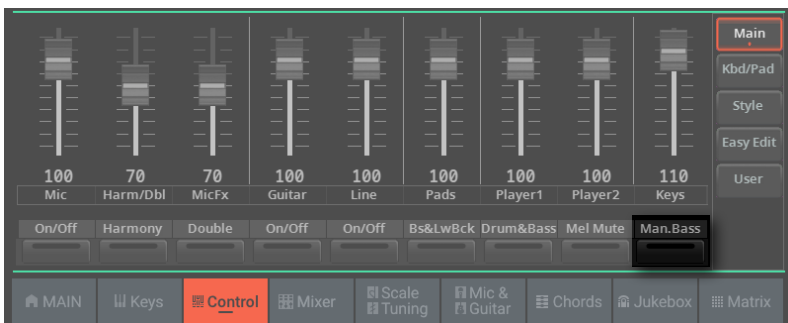 Main
Kbd/Pad
Style
Easy Edit
User
100 70 70 100 100 100 100 100 110
Mic Harm/Dbl MicFx Guitar Line Pads Player1 Player2 Keys
On/Off Harmony Double On/Off On/Off Bs&LwBck Drum&Bass Mel Mute Man.Bass
MAIN Keys Control Mixer Scale Tuning Mic & Guitar Chords Jukebox Matrix